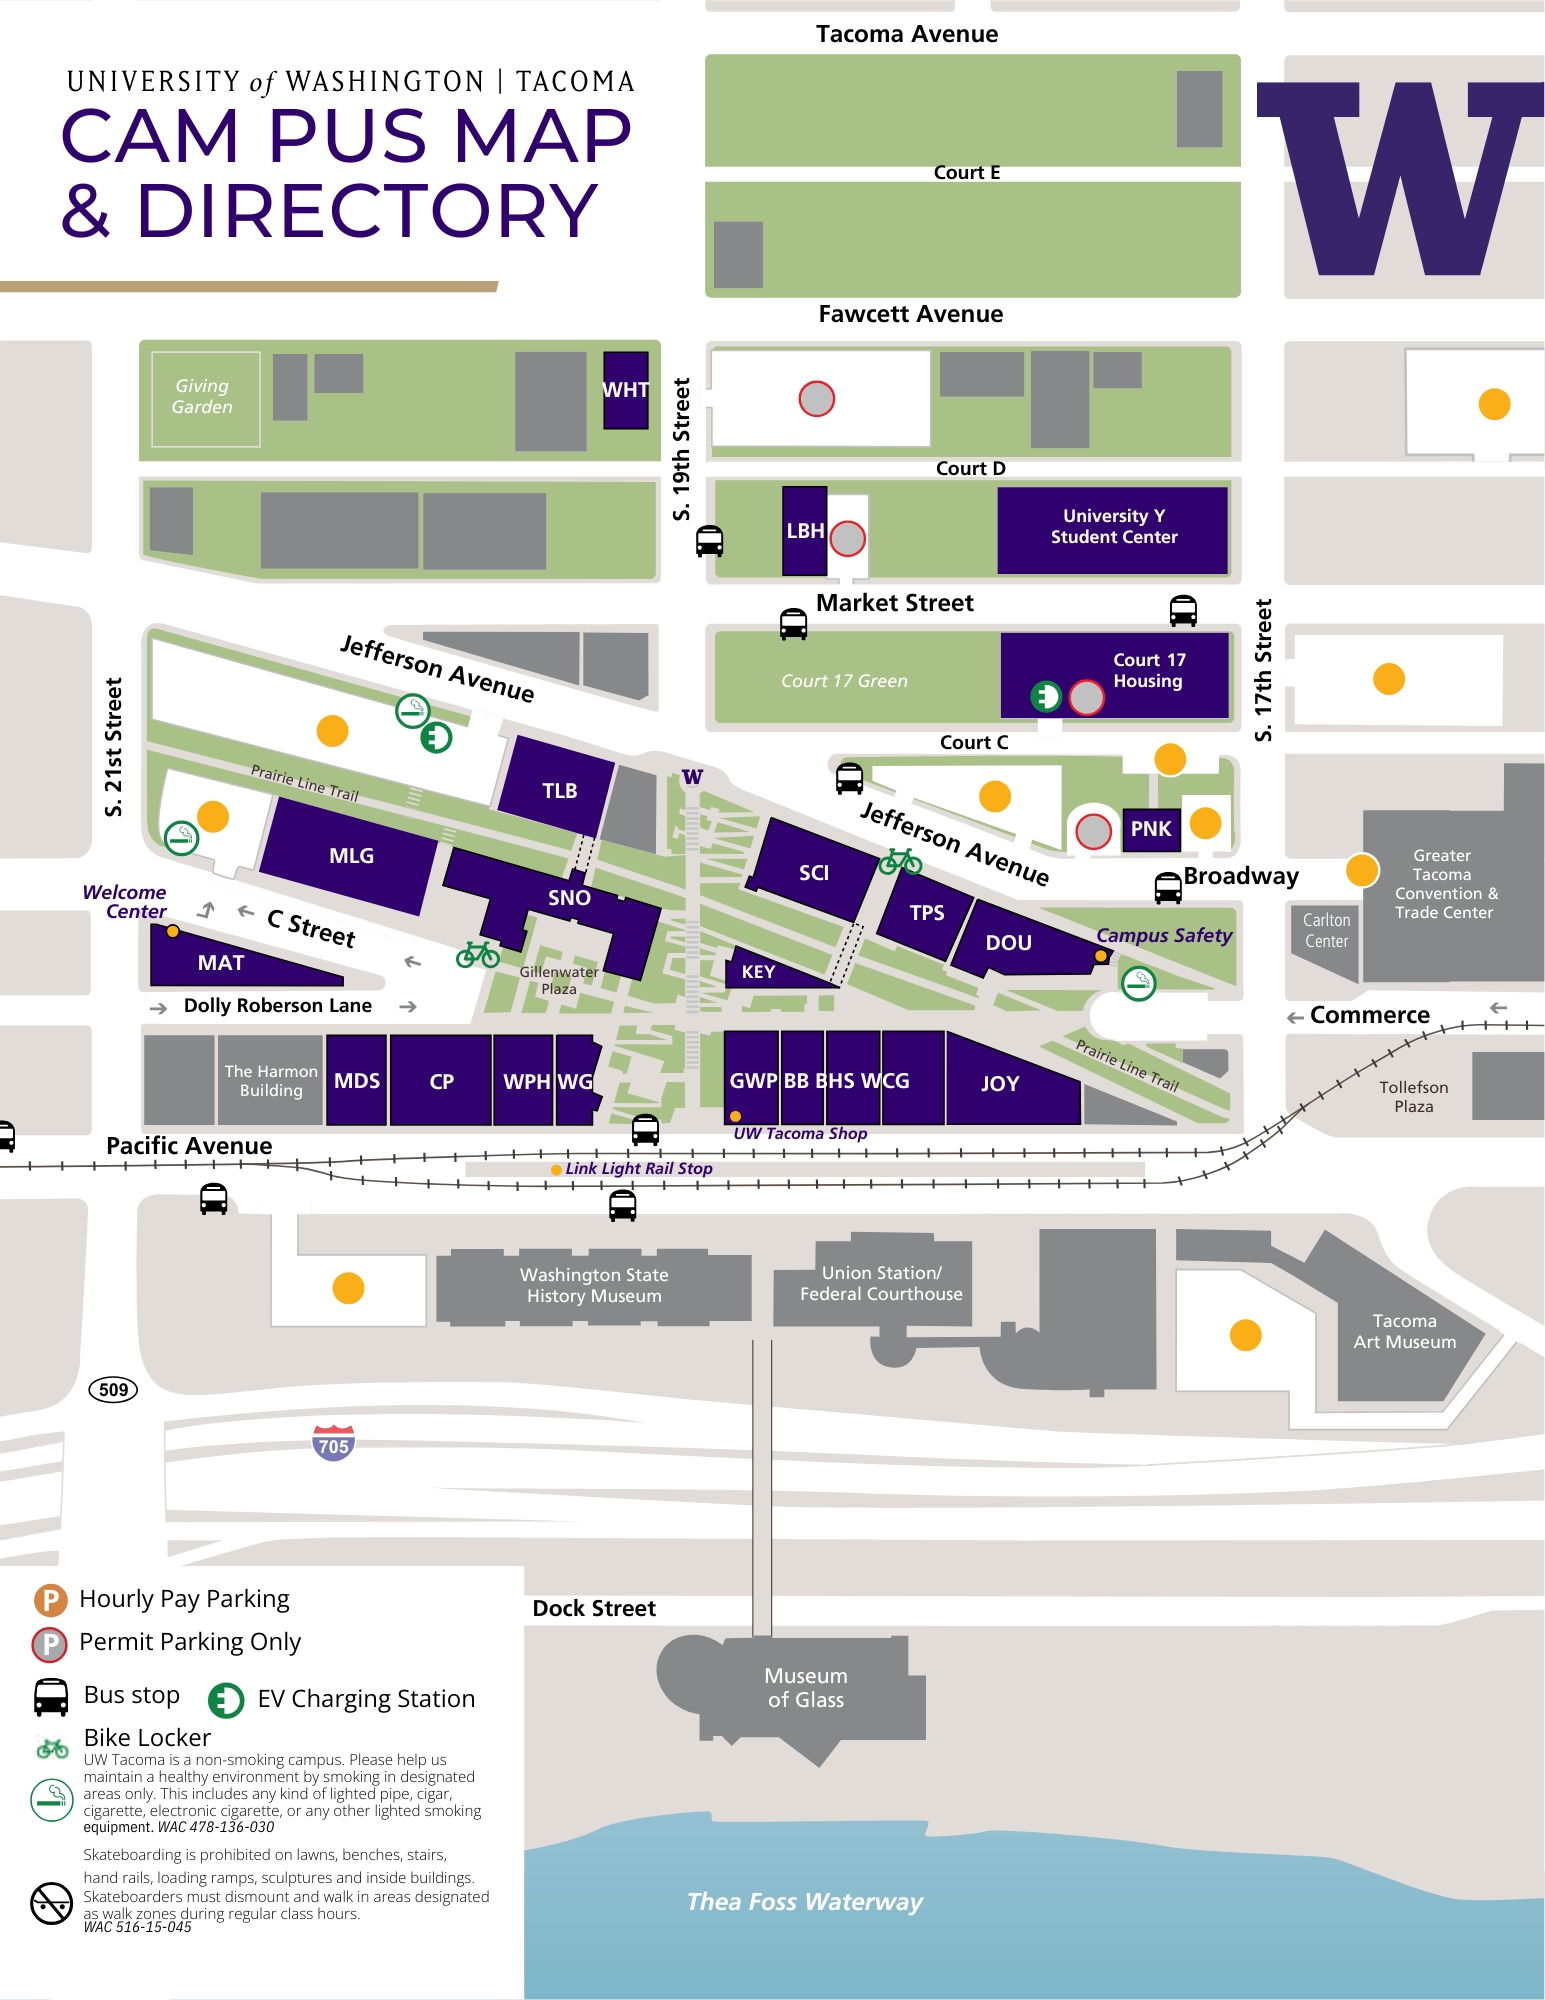 Tacoma Avenue
UNIVERSITY of WASHINGTON | TACOMA
CAM PUS MAP
& DIRECTORY
W
Court E
Fawcett Avenue
Giving
Garden
WHT
S. 19th Street
Court D
LBH
University Y
Student Center
Market Street
S. 17th Street
Jefferson Avenue
Court 17 Green
Court 17
Housing
S. 21st Street
Court C
Prairie Line Trail
TLB
W
Jefferson Avenue
PNK
MLG
SCI
Greater
Tacoma
Convention &
Trade Center
Broadway
Welcome
Center
SNO
TPS
C Street
DOU
Campus Safety
Carlton
Center
MAT
KEY
Gillenwater
Plaza
Dolly Roberson Lane
Commerce
The Harmon
Building
MDS
CP
WPH
WG
GWP
BB
BHS
WCG
JOY
Prairie Line Trail
Tollefson
Plaza
UW Tacoma Shop
Pacific Avenue
Link Light Rail Stop
Washington State
History Museum
Union Station/
Federal Courthouse
Tacoma
Art Museum
509
705
P Hourly Pay Parking
P Permit Parking Only
Bus stop
EV Charging Station
Bike Locker
UW Tacoma is a non-smoking campus. Please help us
maintain a healthy environment by smoking in designated
areas only. This includes any kind of lighted pipe, cigar,
cigarette, electronic cigarette, or any other lighted smoking
equipment. WAC 478-136-030
Skateboarding is prohibited on lawns, benches, stairs,
hand rails, loading ramps, sculptures and inside buildings.
Skateboarders must dismount and walk in areas designated
as walk zones during regular class hours.
WAC 516-15-045
Dock Street
Museum
of Glass
Thea Foss Waterway